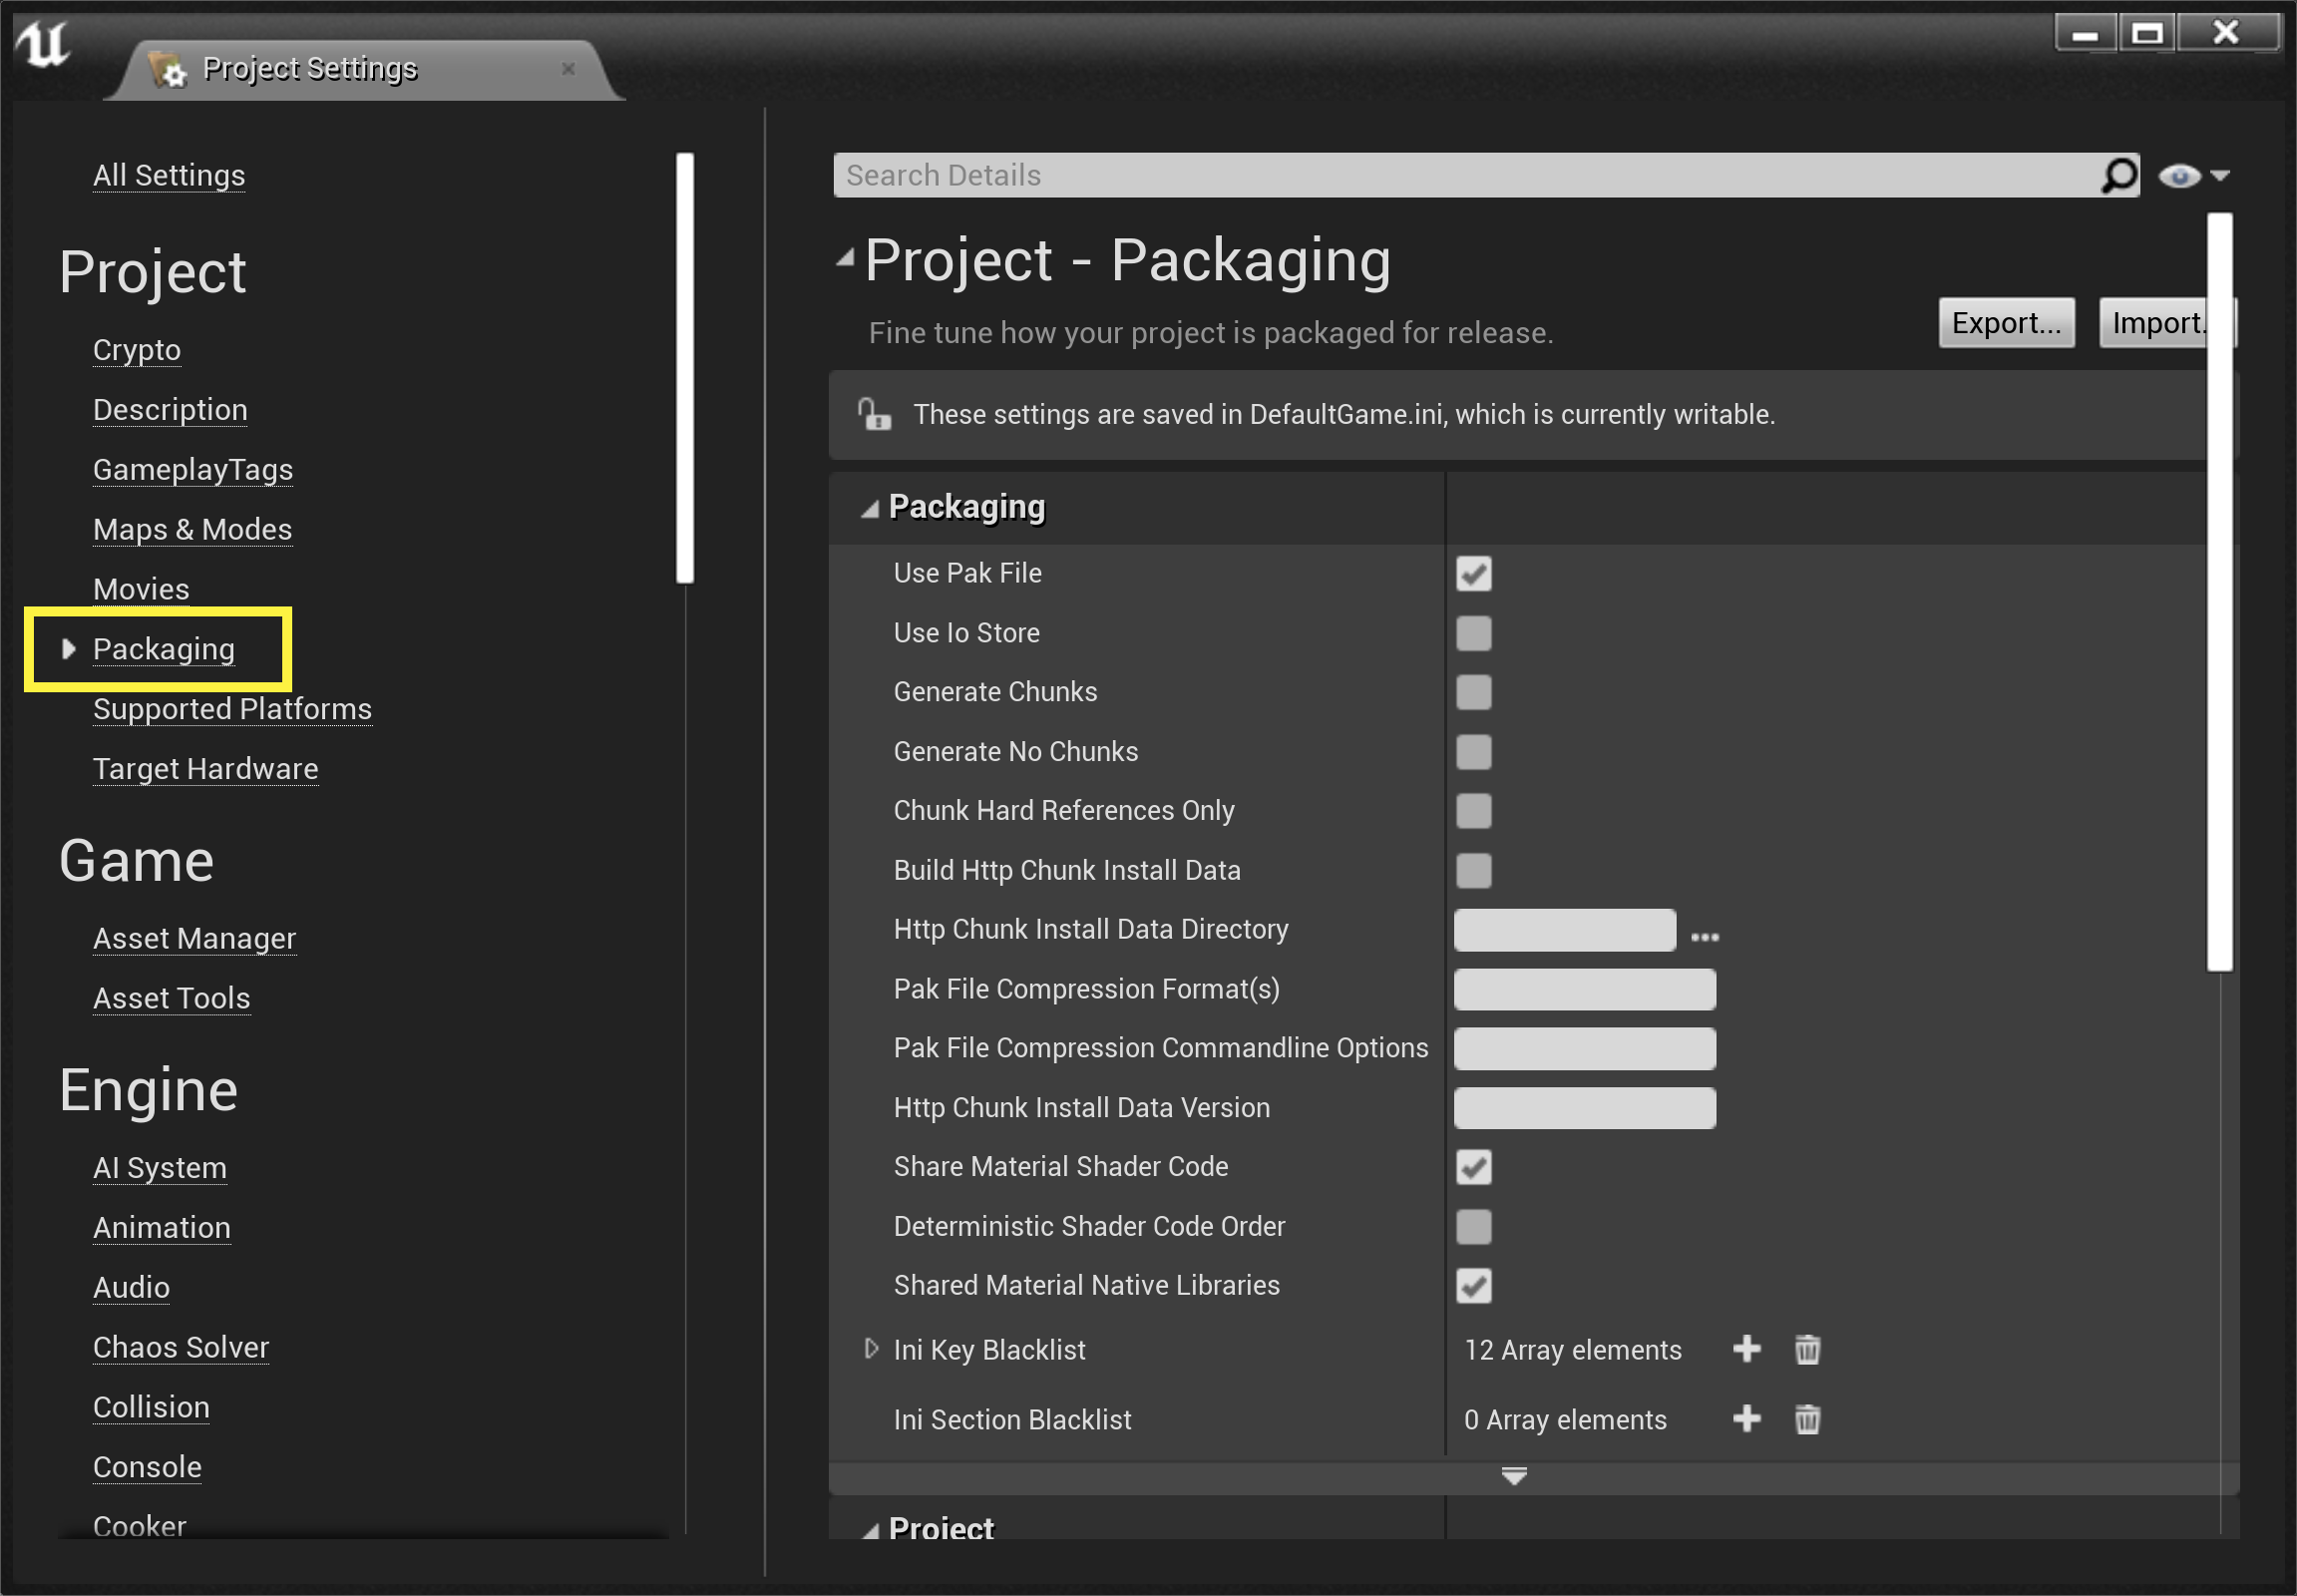 Project Settings
All Settings
Project
Crypto
Description
GameplayTags
Maps & Modes
Movies
Packaging
Supported Platforms
Target Hardware
Game
Asset Manager
Asset Tools
Engine
AI System
Animation
Audio
Chaos Solver
Collision
Console
Cooker
Search Details
Project - Packaging
Fine tune how your project is packaged for release.
Export...
Import.
These settings are saved in DefaultGame.ini, which is currently writable.
Packaging
Use Pak File
Use Io Store
Generate Chunks
Generate No Chunks
Chunk Hard References Only
Build Http Chunk Install Data
Http Chunk Install Data Directory
Pak File Compression Format(s)
Pak File Compression Commandline Options
Http Chunk Install Data Version
Share Material Shader Code
Deterministic Shader Code Order
Shared Material Native Libraries
Ini Key Blacklist 12 Array elements
Ini Section Blacklist 0 Array elements
Project